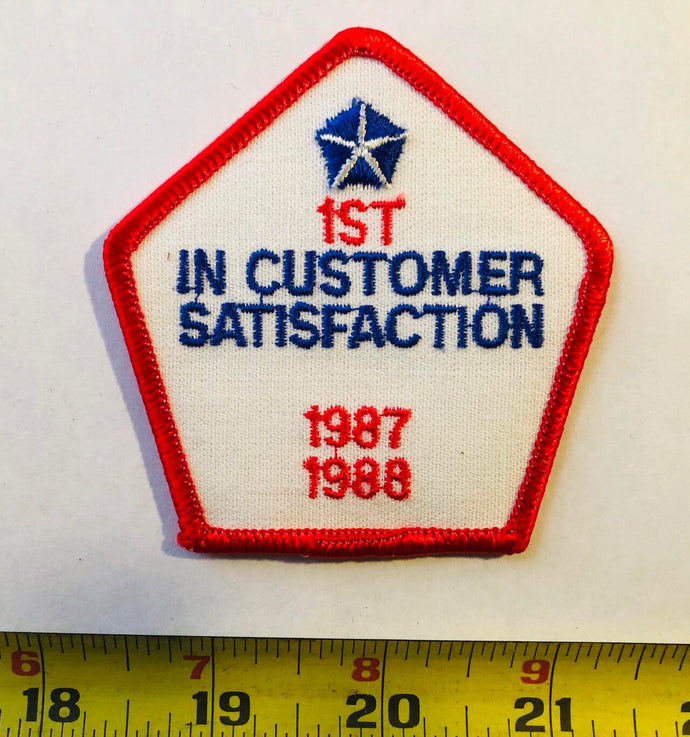 1ST
IN CUSTOMER
SATISFACTION
1987
1988
6 7 8 9
18 19 20 21